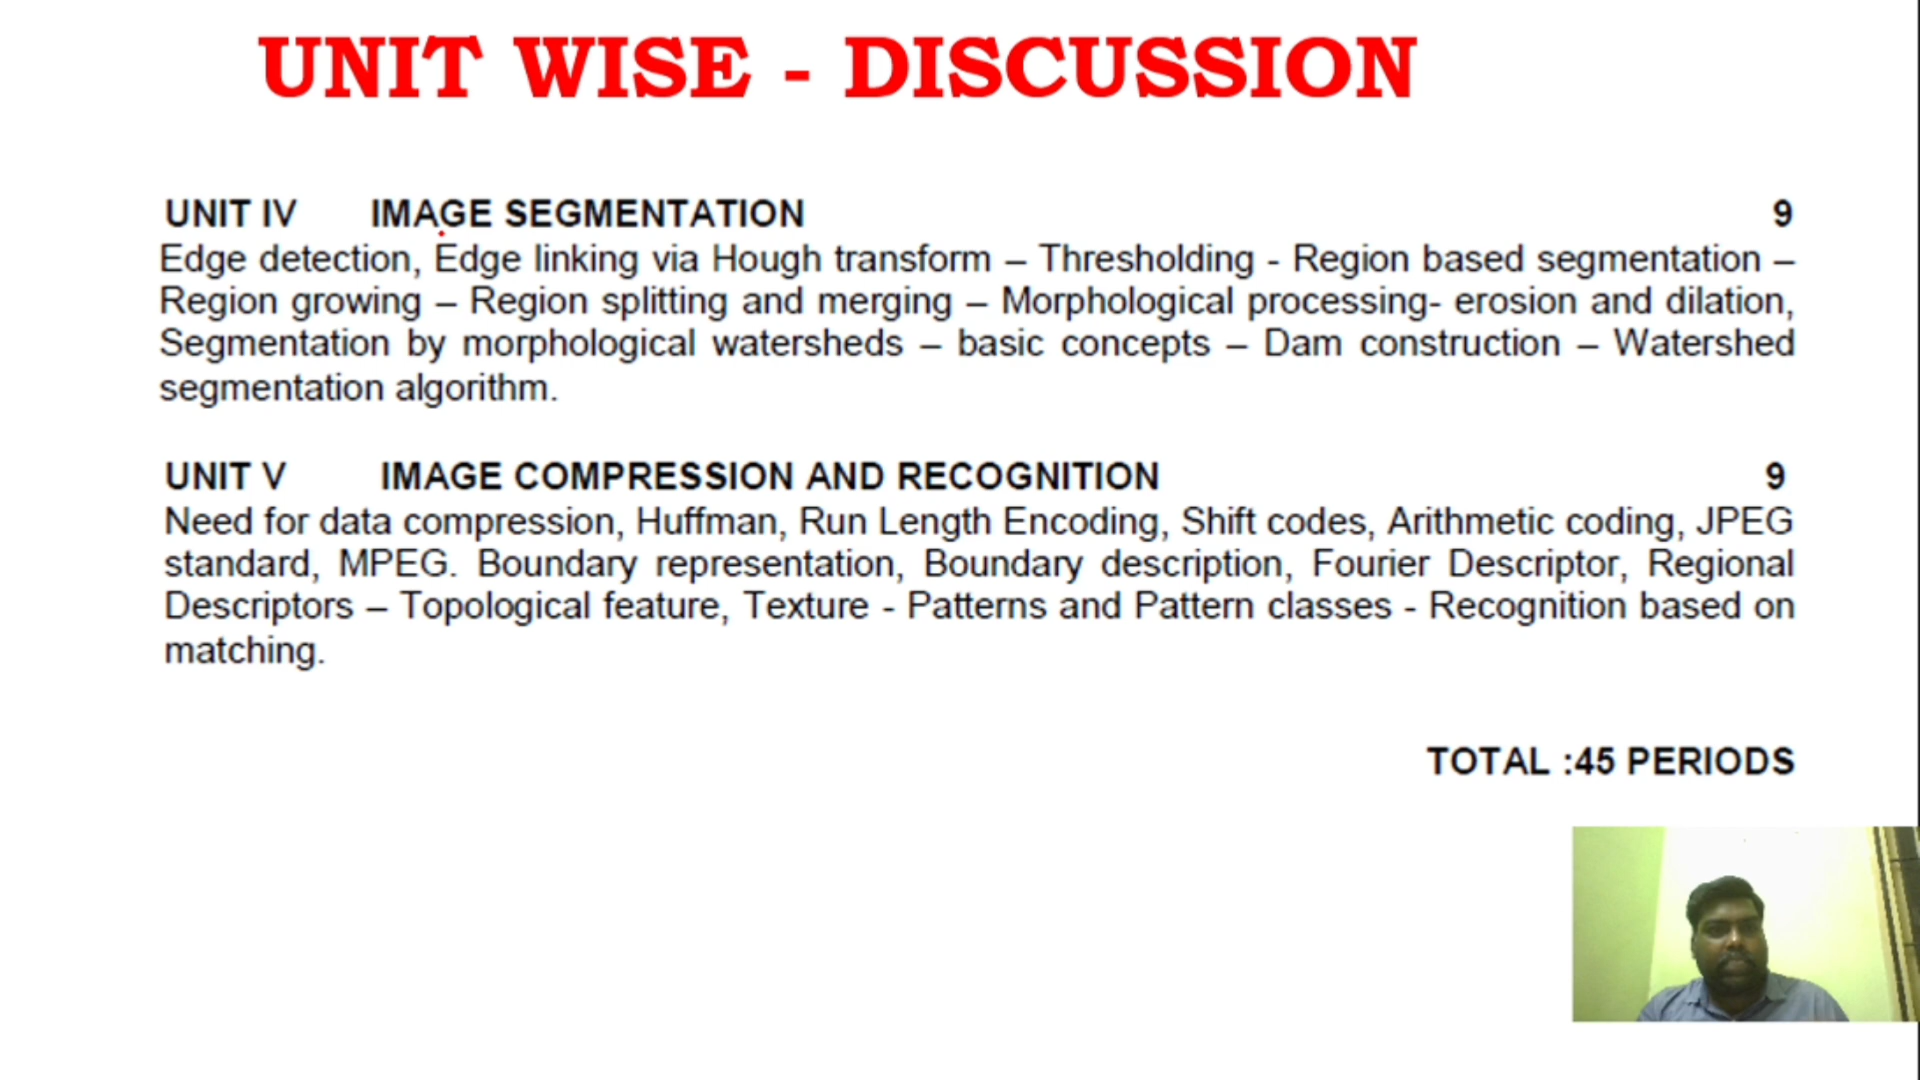 UNIT WISE - DISCUSSION
UNIT IV IMAGE SEGMENTATION 9
Edge detection, Edge linking via Hough transform – Thresholding - Region based segmentation –
Region growing – Region splitting and merging – Morphological processing- erosion and dilation,
Segmentation by morphological watersheds – basic concepts – Dam construction – Watershed
segmentation algorithm.
UNIT V IMAGE COMPRESSION AND RECOGNITION 9
Need for data compression, Huffman, Run Length Encoding, Shift codes, Arithmetic coding, JPEG
standard, MPEG. Boundary representation, Boundary description, Fourier Descriptor, Regional
Descriptors – Topological feature, Texture - Patterns and Pattern classes - Recognition based on
matching.
TOTAL :45 PERIODS